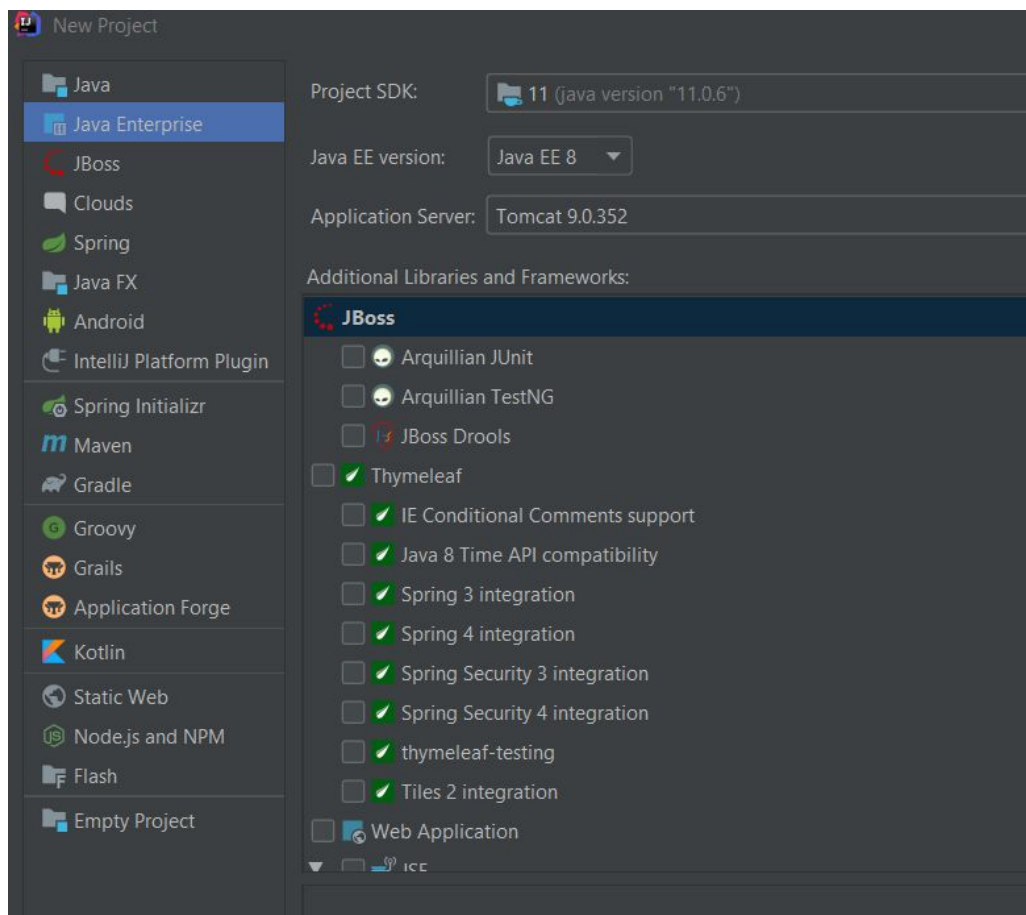 New Project
Java
Java Enterprise
JBoss
Clouds
Spring
Java FX
Android
IntelliJ Platform Plugin
Spring Initializr
Maven
Gradle
Groovy
Grails
Application Forge
Kotlin
Static Web
Node.js and NPM
Flash
Empty Project
Project SDK: 11 (java version "11.0.6")
Java EE version: Java EE 8
Application Server: Tomcat 9.0.352
Additional Libraries and Frameworks:
JBoss
Arquillian JUnit
Arquillian TestNG
JBoss Drools
Thymeleaf
IE Conditional Comments support
Java 8 Time API compatibility
Spring 3 integration
Spring 4 integration
Spring Security 3 integration
Spring Security 4 integration
thymeleaf-testing
Tiles 2 integration
Web Application
JSF